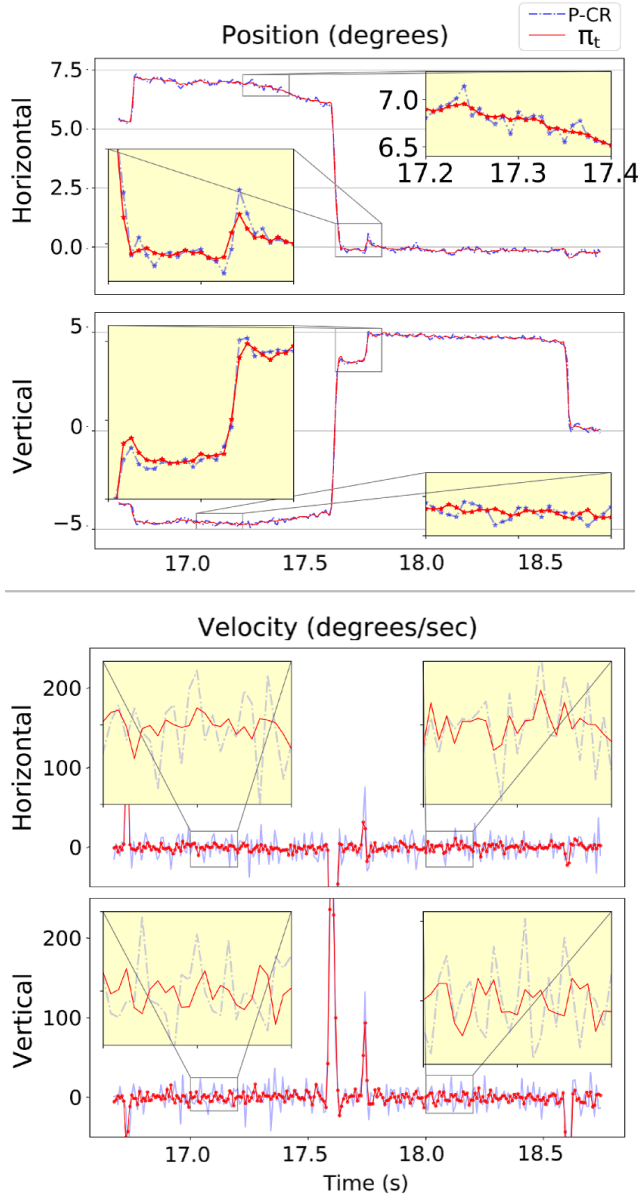 P-CR
πt
Position (degrees)
Horizontal
7.5
5.0
2.5
0.0
7.0
6.5
17.2 17.3 17.4
Vertical
5
0
−5
17.0 17.5 18.0 18.5
Velocity (degrees/sec)
Horizontal
200
100
0
Vertical
200
100
0
17.0 17.5 18.0 18.5
Time (s)